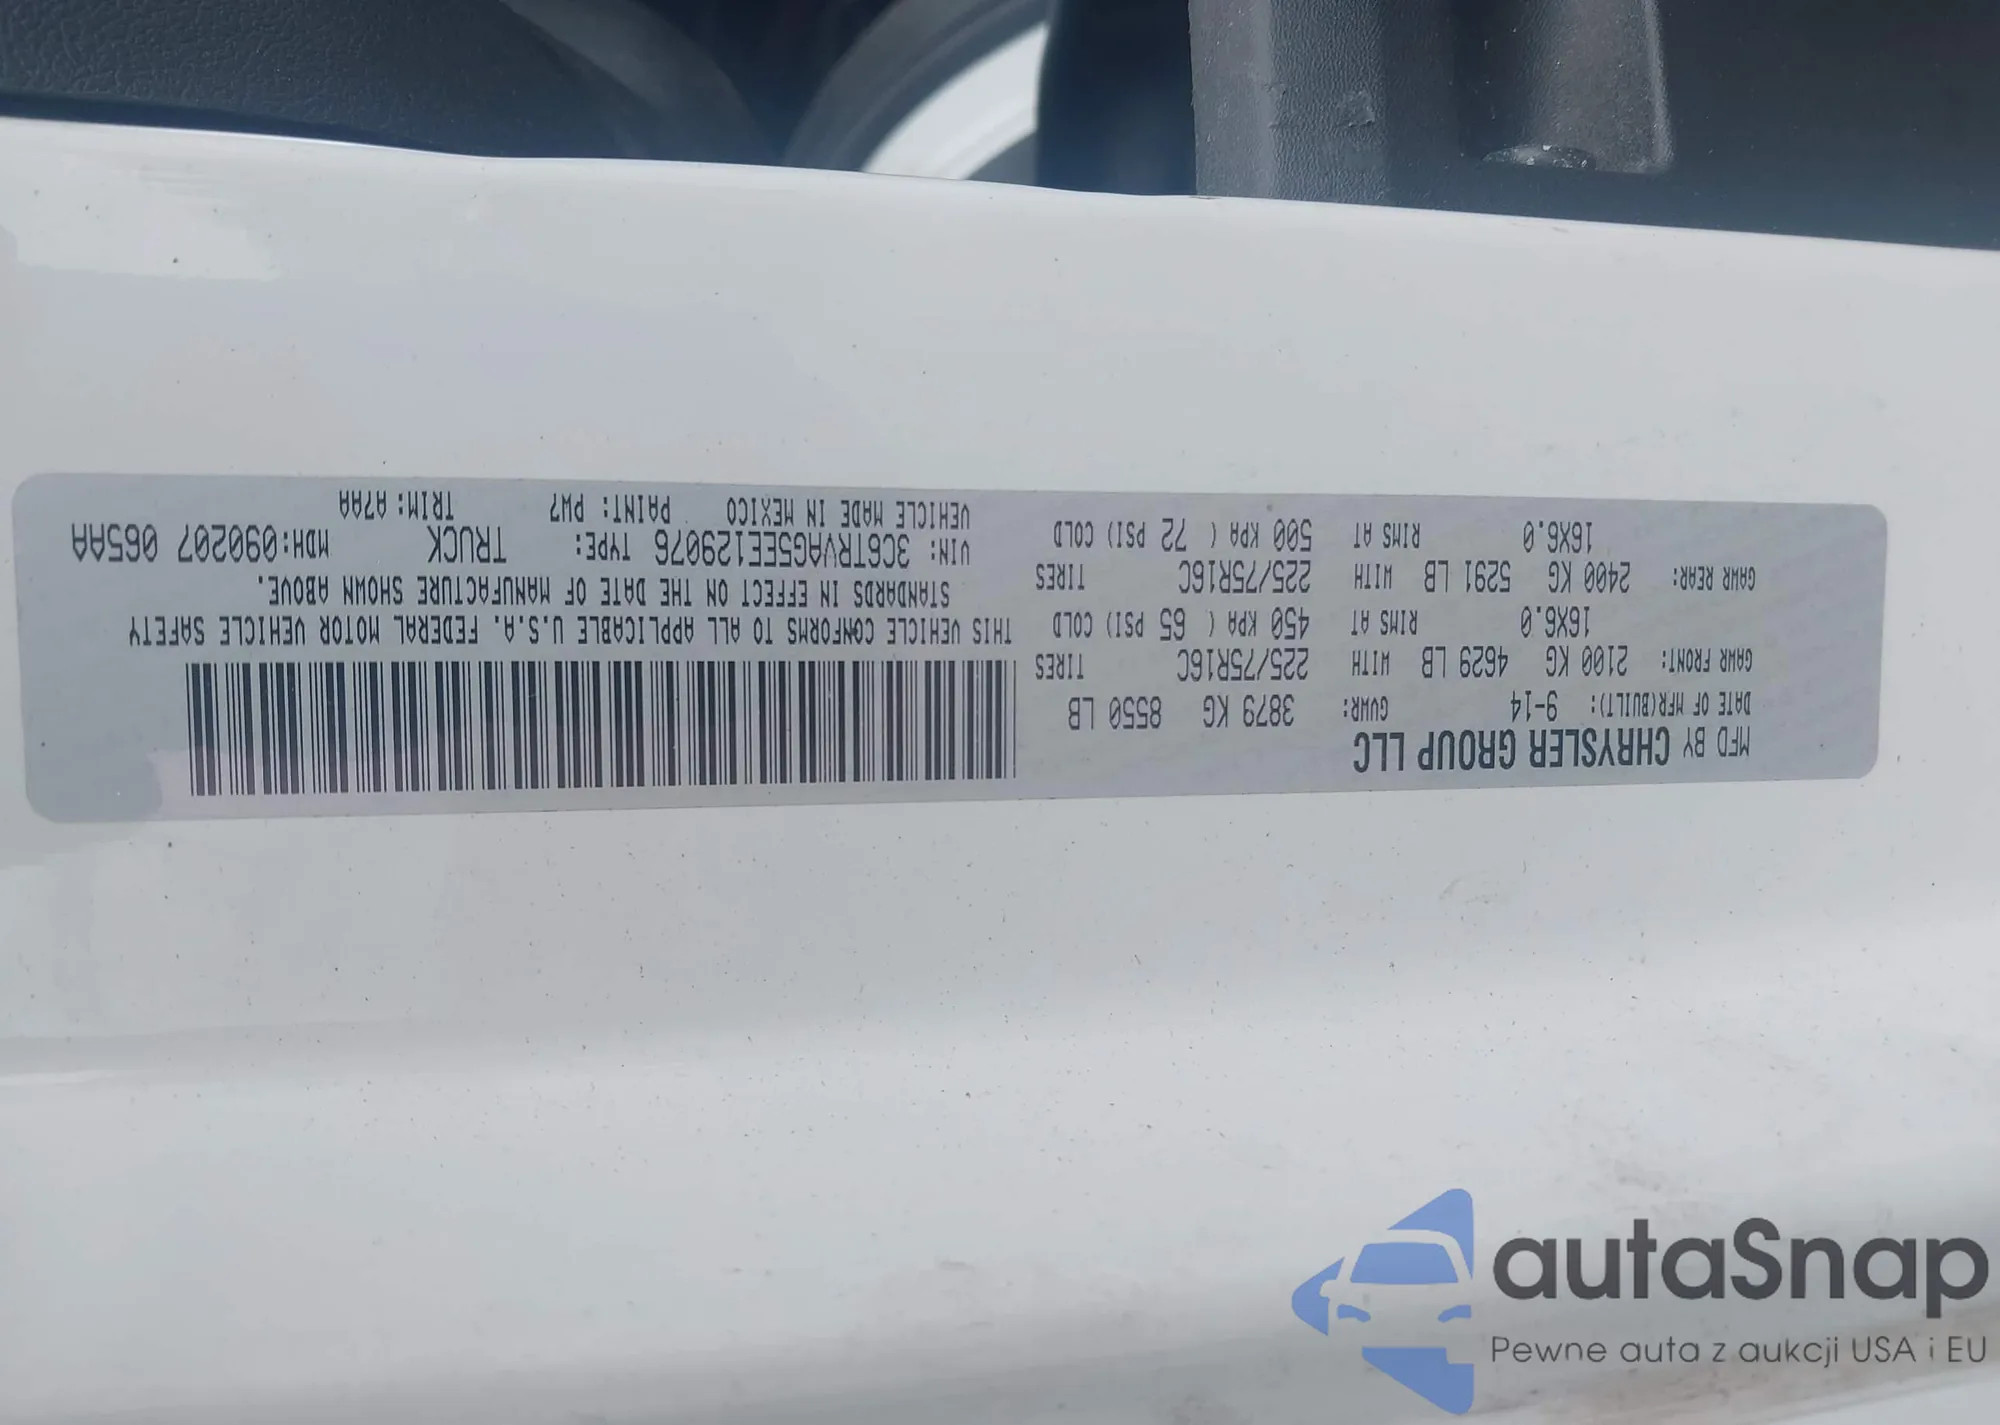 MFD BY CHRYSLER GROUP LLC
DATE OF MFR(BUILT): 9-14 GVWR: 3879 KG 8550 LB
GAWR FRONT: 2100 KG 4629 LB WITH 225/75R16C TIRES
16X6.0 RIMS AT 450 KPA ( 65 PSI) COLD
GAWR REAR: 2400 KG 5291 LB WITH 225/75R16C TIRES
16X6.0 RIMS AT 500 KPA ( 72 PSI) COLD
THIS VEHICLE CONFORMS TO ALL APPLICABLE U.S.A. FEDERAL MOTOR VEHICLE SAFETY
STANDARDS IN EFFECT ON THE DATE OF MANUFACTURE SHOWN ABOVE.
VIN: 3C6TRVAG5EE129076 TYPE: TRUCK MDH:090207 065AA
VEHICLE MADE IN MEXICO PAINT: PW7 TRIM: A7AA
autaSnap
Pewne auta z aukcji USA i EU